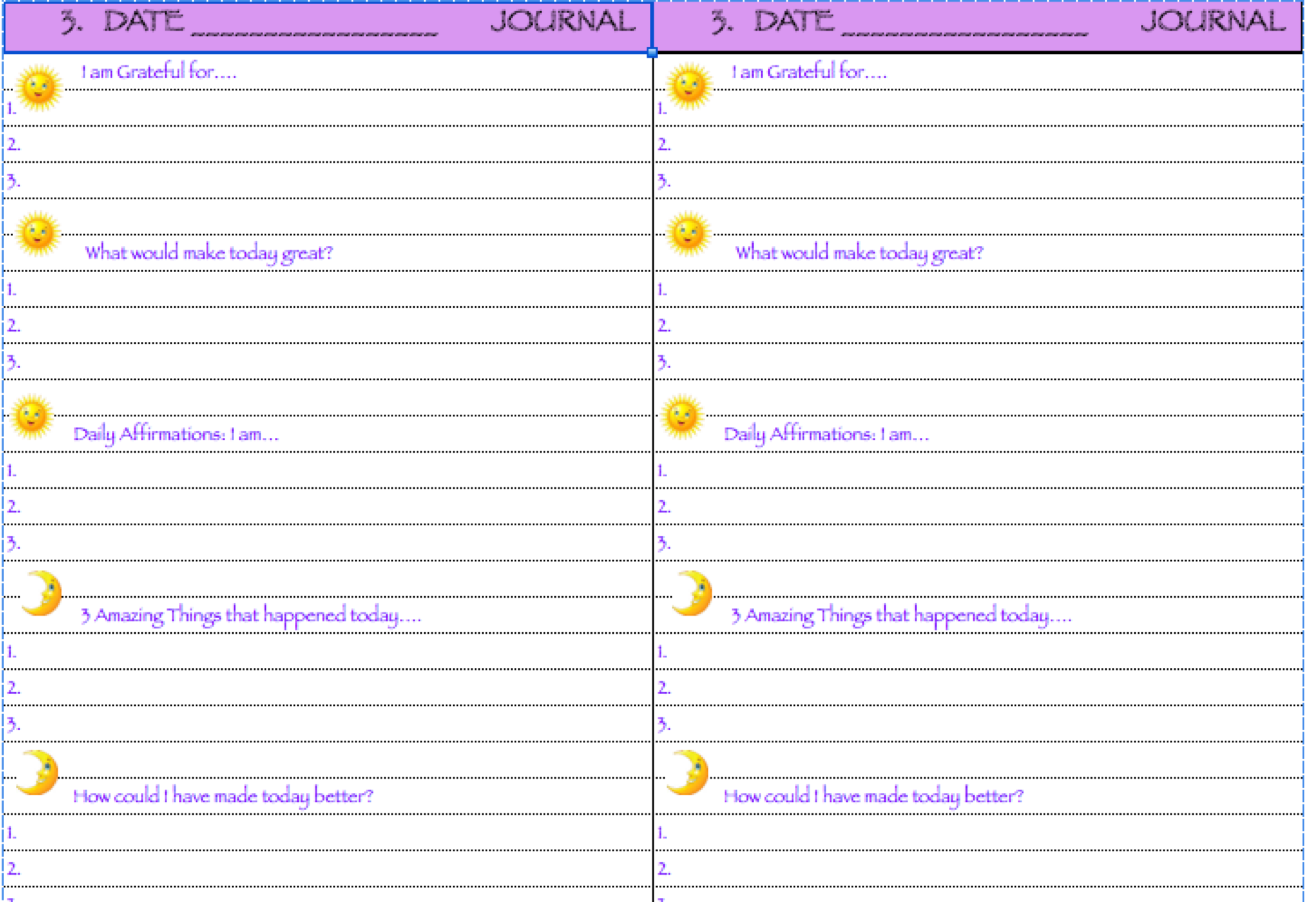 3. DATE _________________ JOURNAL
I am Grateful for....
1.
2.
3.
What would make today great?
1.
2.
3.
Daily Affirmations: I am...
1.
2.
3.
3 Amazing Things that happened today....
1.
2.
3.
How could I have made today better?
1.
2.
3. DATE _________________ JOURNAL
I am Grateful for....
1.
2.
3.
What would make today great?
1.
2.
3.
Daily Affirmations: I am...
1.
2.
3.
3 Amazing Things that happened today....
1.
2.
3.
How could I have made today better?
1.
2.